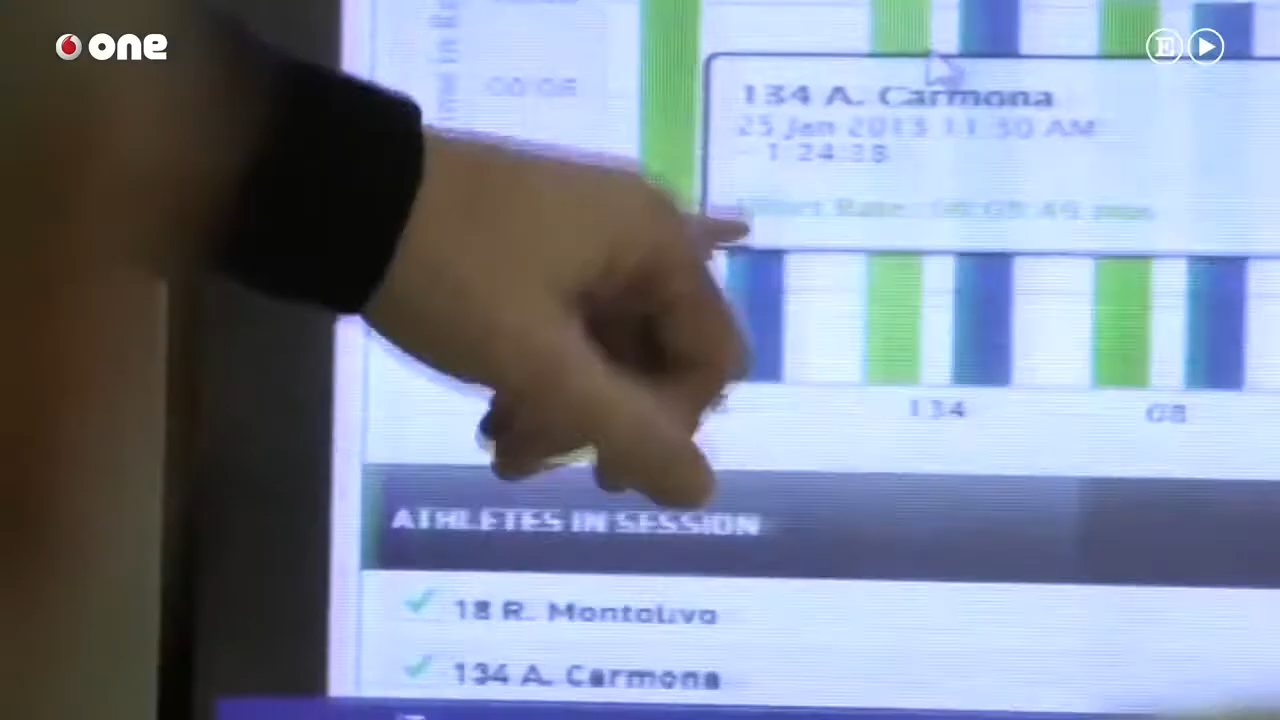 one
E
00:08
134 A. Carmona
25 Jan 2013 11:30 AM
- 1:24:28
134
08
ATHLETES IN SESSION
18 R. Montolivo
134 A. Carmona